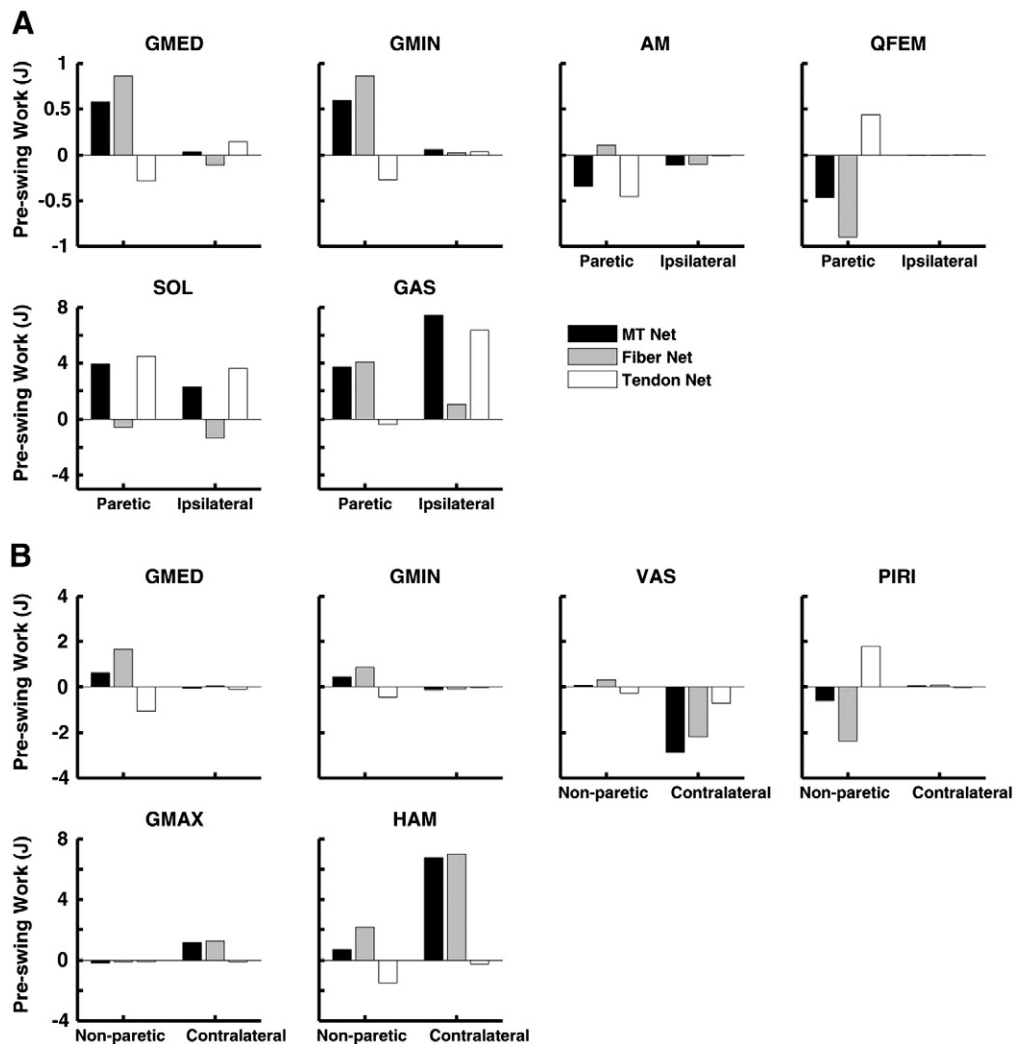 A
GMED GMIN AM QFEM
Pre-swing Work (J)
1
0.5
0
-0.5
-1
Paretic Ipsilateral Paretic Ipsilateral
SOL GAS
Pre-swing Work (J)
8
4
0
-4
Paretic Ipsilateral Paretic Ipsilateral
MT Net
Fiber Net
Tendon Net
B
GMED GMIN VAS PIRI
Pre-swing Work (J)
4
2
0
-2
-4
Non-paretic Contralateral Non-paretic Contralateral
GMAX HAM
Pre-swing Work (J)
8
4
0
-4
Non-paretic Contralateral Non-paretic Contralateral